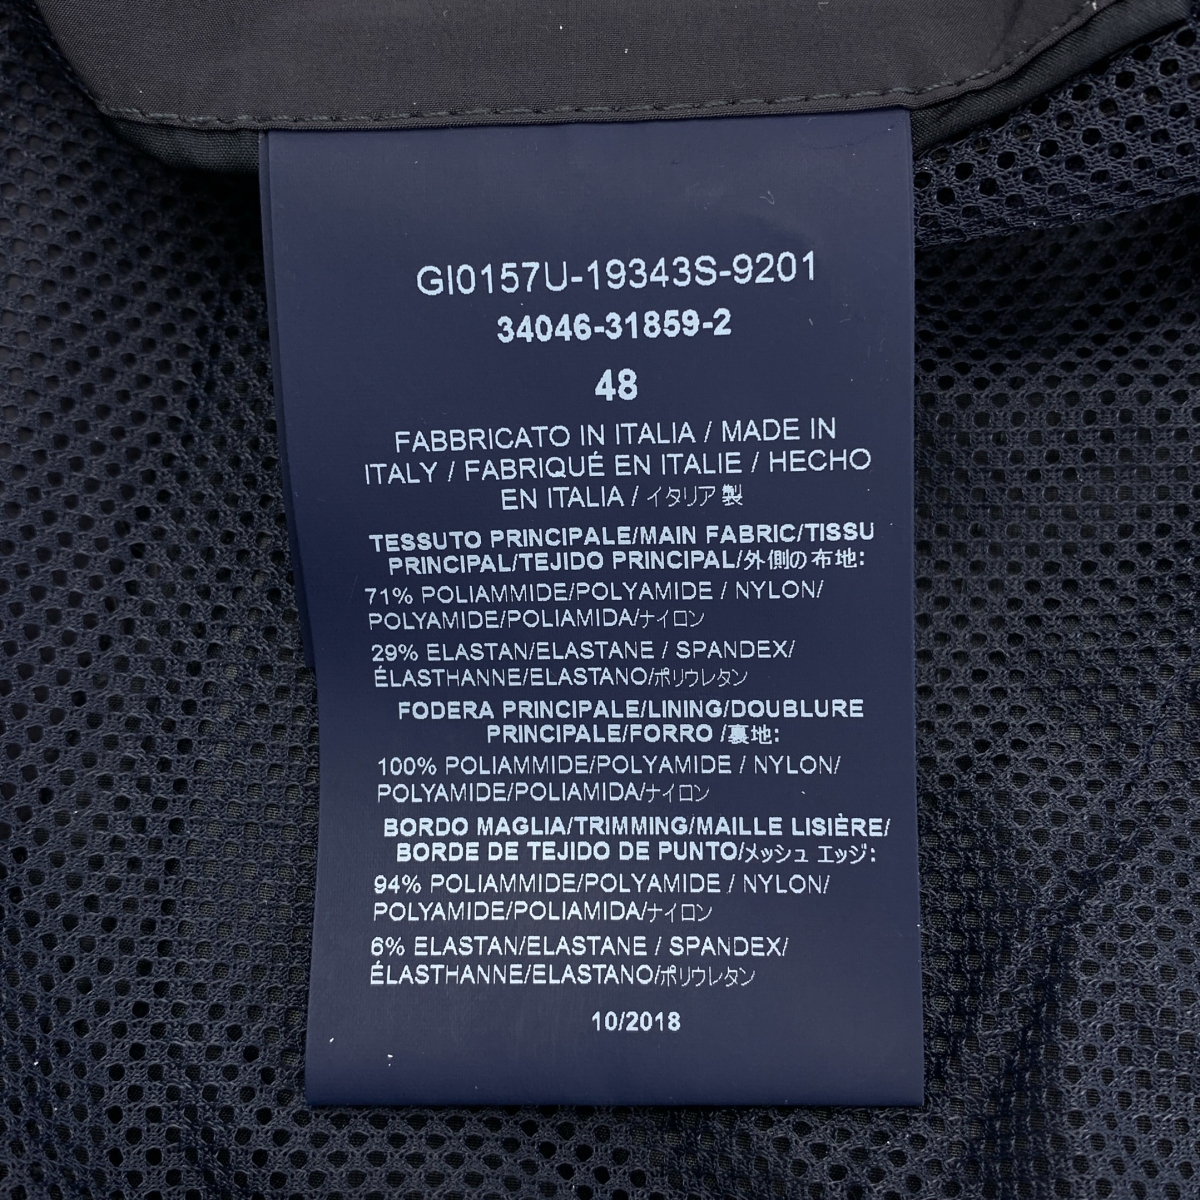 GI0157U-19343S-9201
34046-31859-2
48
FABBRICATO IN ITALIA / MADE IN
ITALY / FABRIQUÉ EN ITALIE / HECHO
EN ITALIA / イタリア製
TESSUTO PRINCIPALE/MAIN FABRIC/TISSU
PRINCIPAL/TEJIDO PRINCIPAL/外側の布地:
71% POLIAMMIDE/POLYAMIDE / NYLON/
POLYAMIDE/POLIAMIDA/ナイロン
29% ELASTAN/ELASTANE / SPANDEX/
ÉLASTHANNE/ELASTANO/ポリウレタン
FODERA PRINCIPALE/LINING/DOUBLURE
PRINCIPALE/FORRO /裏地:
100% POLIAMMIDE/POLYAMIDE / NYLON/
POLYAMIDE/POLIAMIDA/ナイロン
BORDO MAGLIA/TRIMMING/MAILLE LISIÈRE/
BORDE DE TEJIDO DE PUNTO/メッシュ エッジ:
94% POLIAMMIDE/POLYAMIDE / NYLON/
POLYAMIDE/POLIAMIDA/ナイロン
6% ELASTAN/ELASTANE / SPANDEX/
ÉLASTHANNE/ELASTANO/ポリウレタン
10/2018